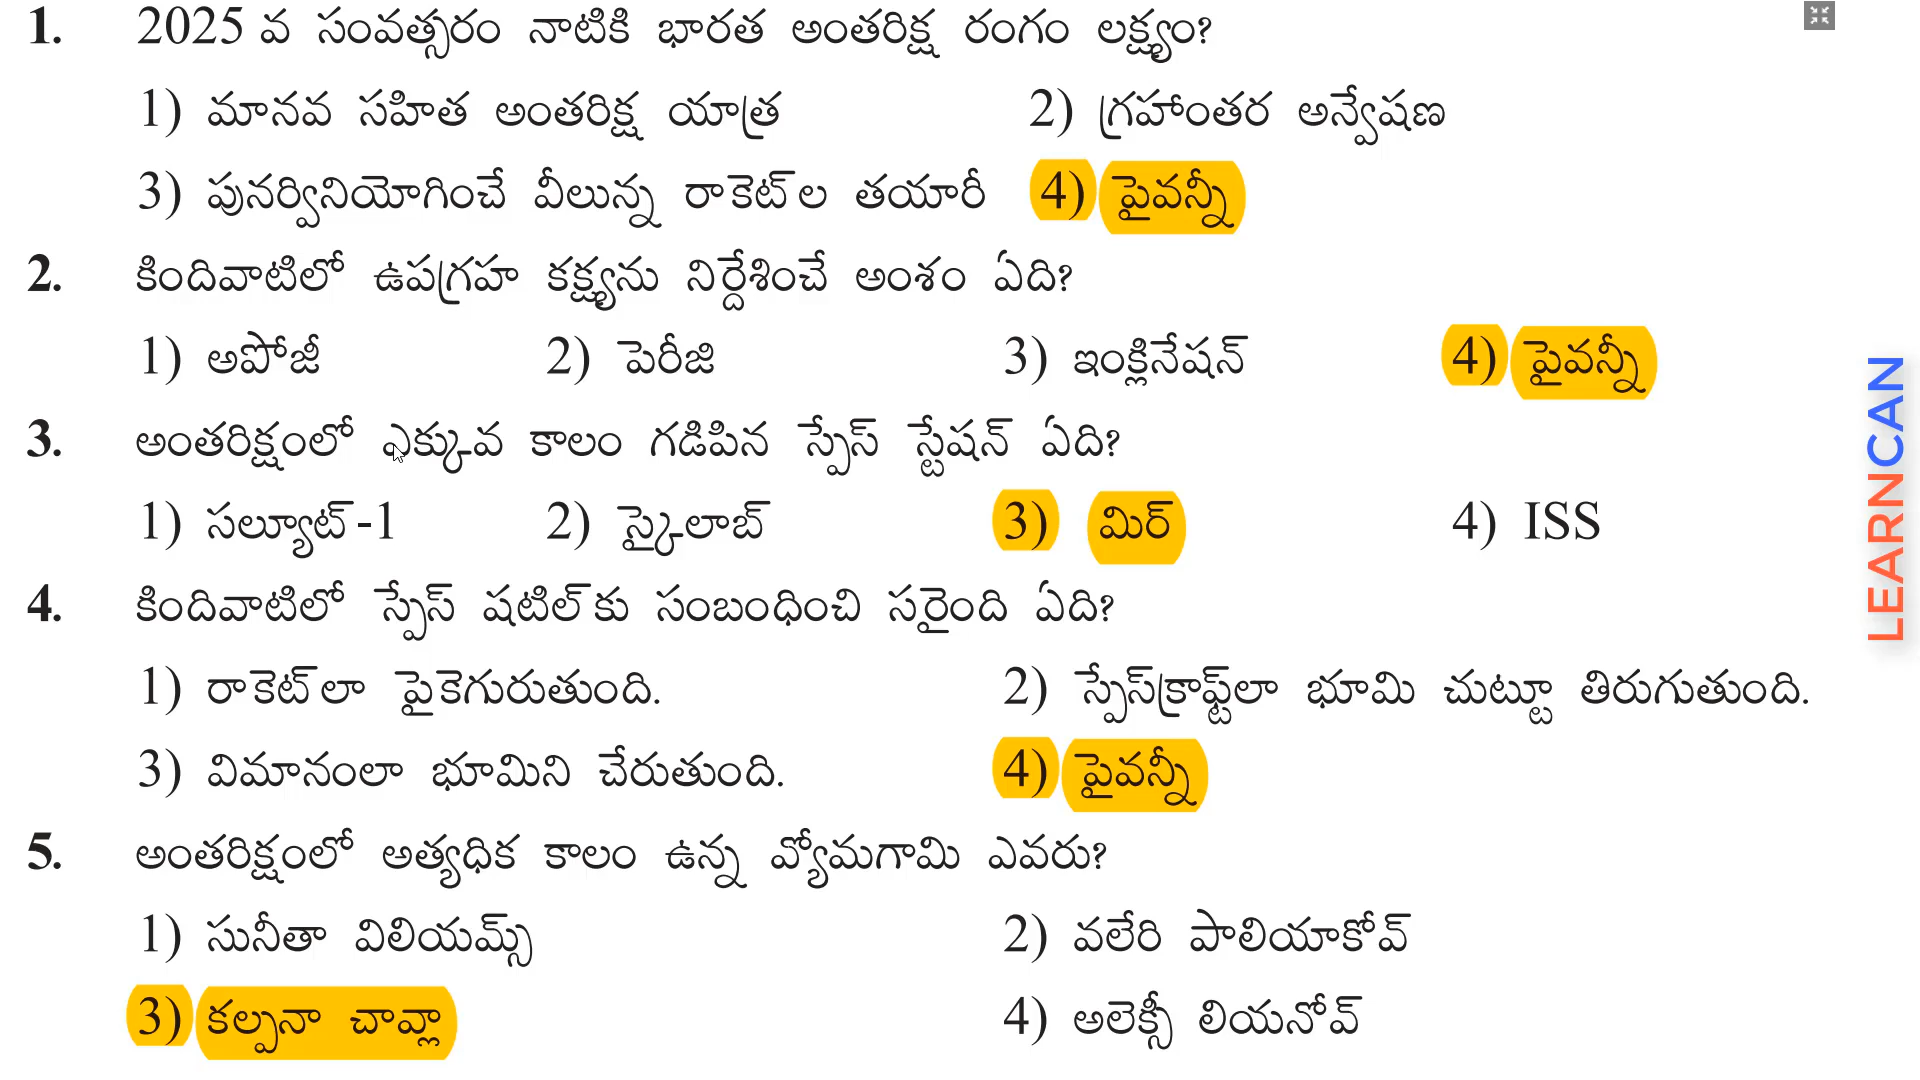 1. 2025 వ సంవత్సరం నాటికి భారత అంతరిక్ష రంగం లక్ష్యం?
1) మానవ సహిత అంతరిక్ష యాత్ర 2) గ్రహాంతర అన్వేషణ
3) పునర్వినియోగించే వీలున్న రాకెట్‌ల తయారీ 4) పైవన్నీ
2. కిందివాటిలో ఉపగ్రహ కక్ష్యను నిర్దేశించే అంశం ఏది?
1) అపోజీ 2) పెరీజి 3) ఇంక్లినేషన్ 4) పైవన్నీ
3. అంతరిక్షంలో ఎక్కువ కాలం గడిపిన స్పేస్ స్టేషన్ ఏది?
1) సల్యూట్-1 2) స్కైలాబ్ 3) మిర్ 4) ISS
4. కిందివాటిలో స్పేస్ షటిల్‌కు సంబంధించి సరైంది ఏది?
1) రాకెట్‌లా పైకెగురుతుంది. 2) స్పేస్‌క్రాఫ్ట్‌లా భూమి చుట్టూ తిరుగుతుంది.
3) విమానంలా భూమిని చేరుతుంది. 4) పైవన్నీ
5. అంతరిక్షంలో అత్యధిక కాలం ఉన్న వ్యోమగామి ఎవరు?
1) సునీతా విలియమ్స్ 2) వలేరి పాలియాకోవ్
3) కల్పనా చావ్లా 4) అలెక్సీ లియనోవ్
LEARNCAN